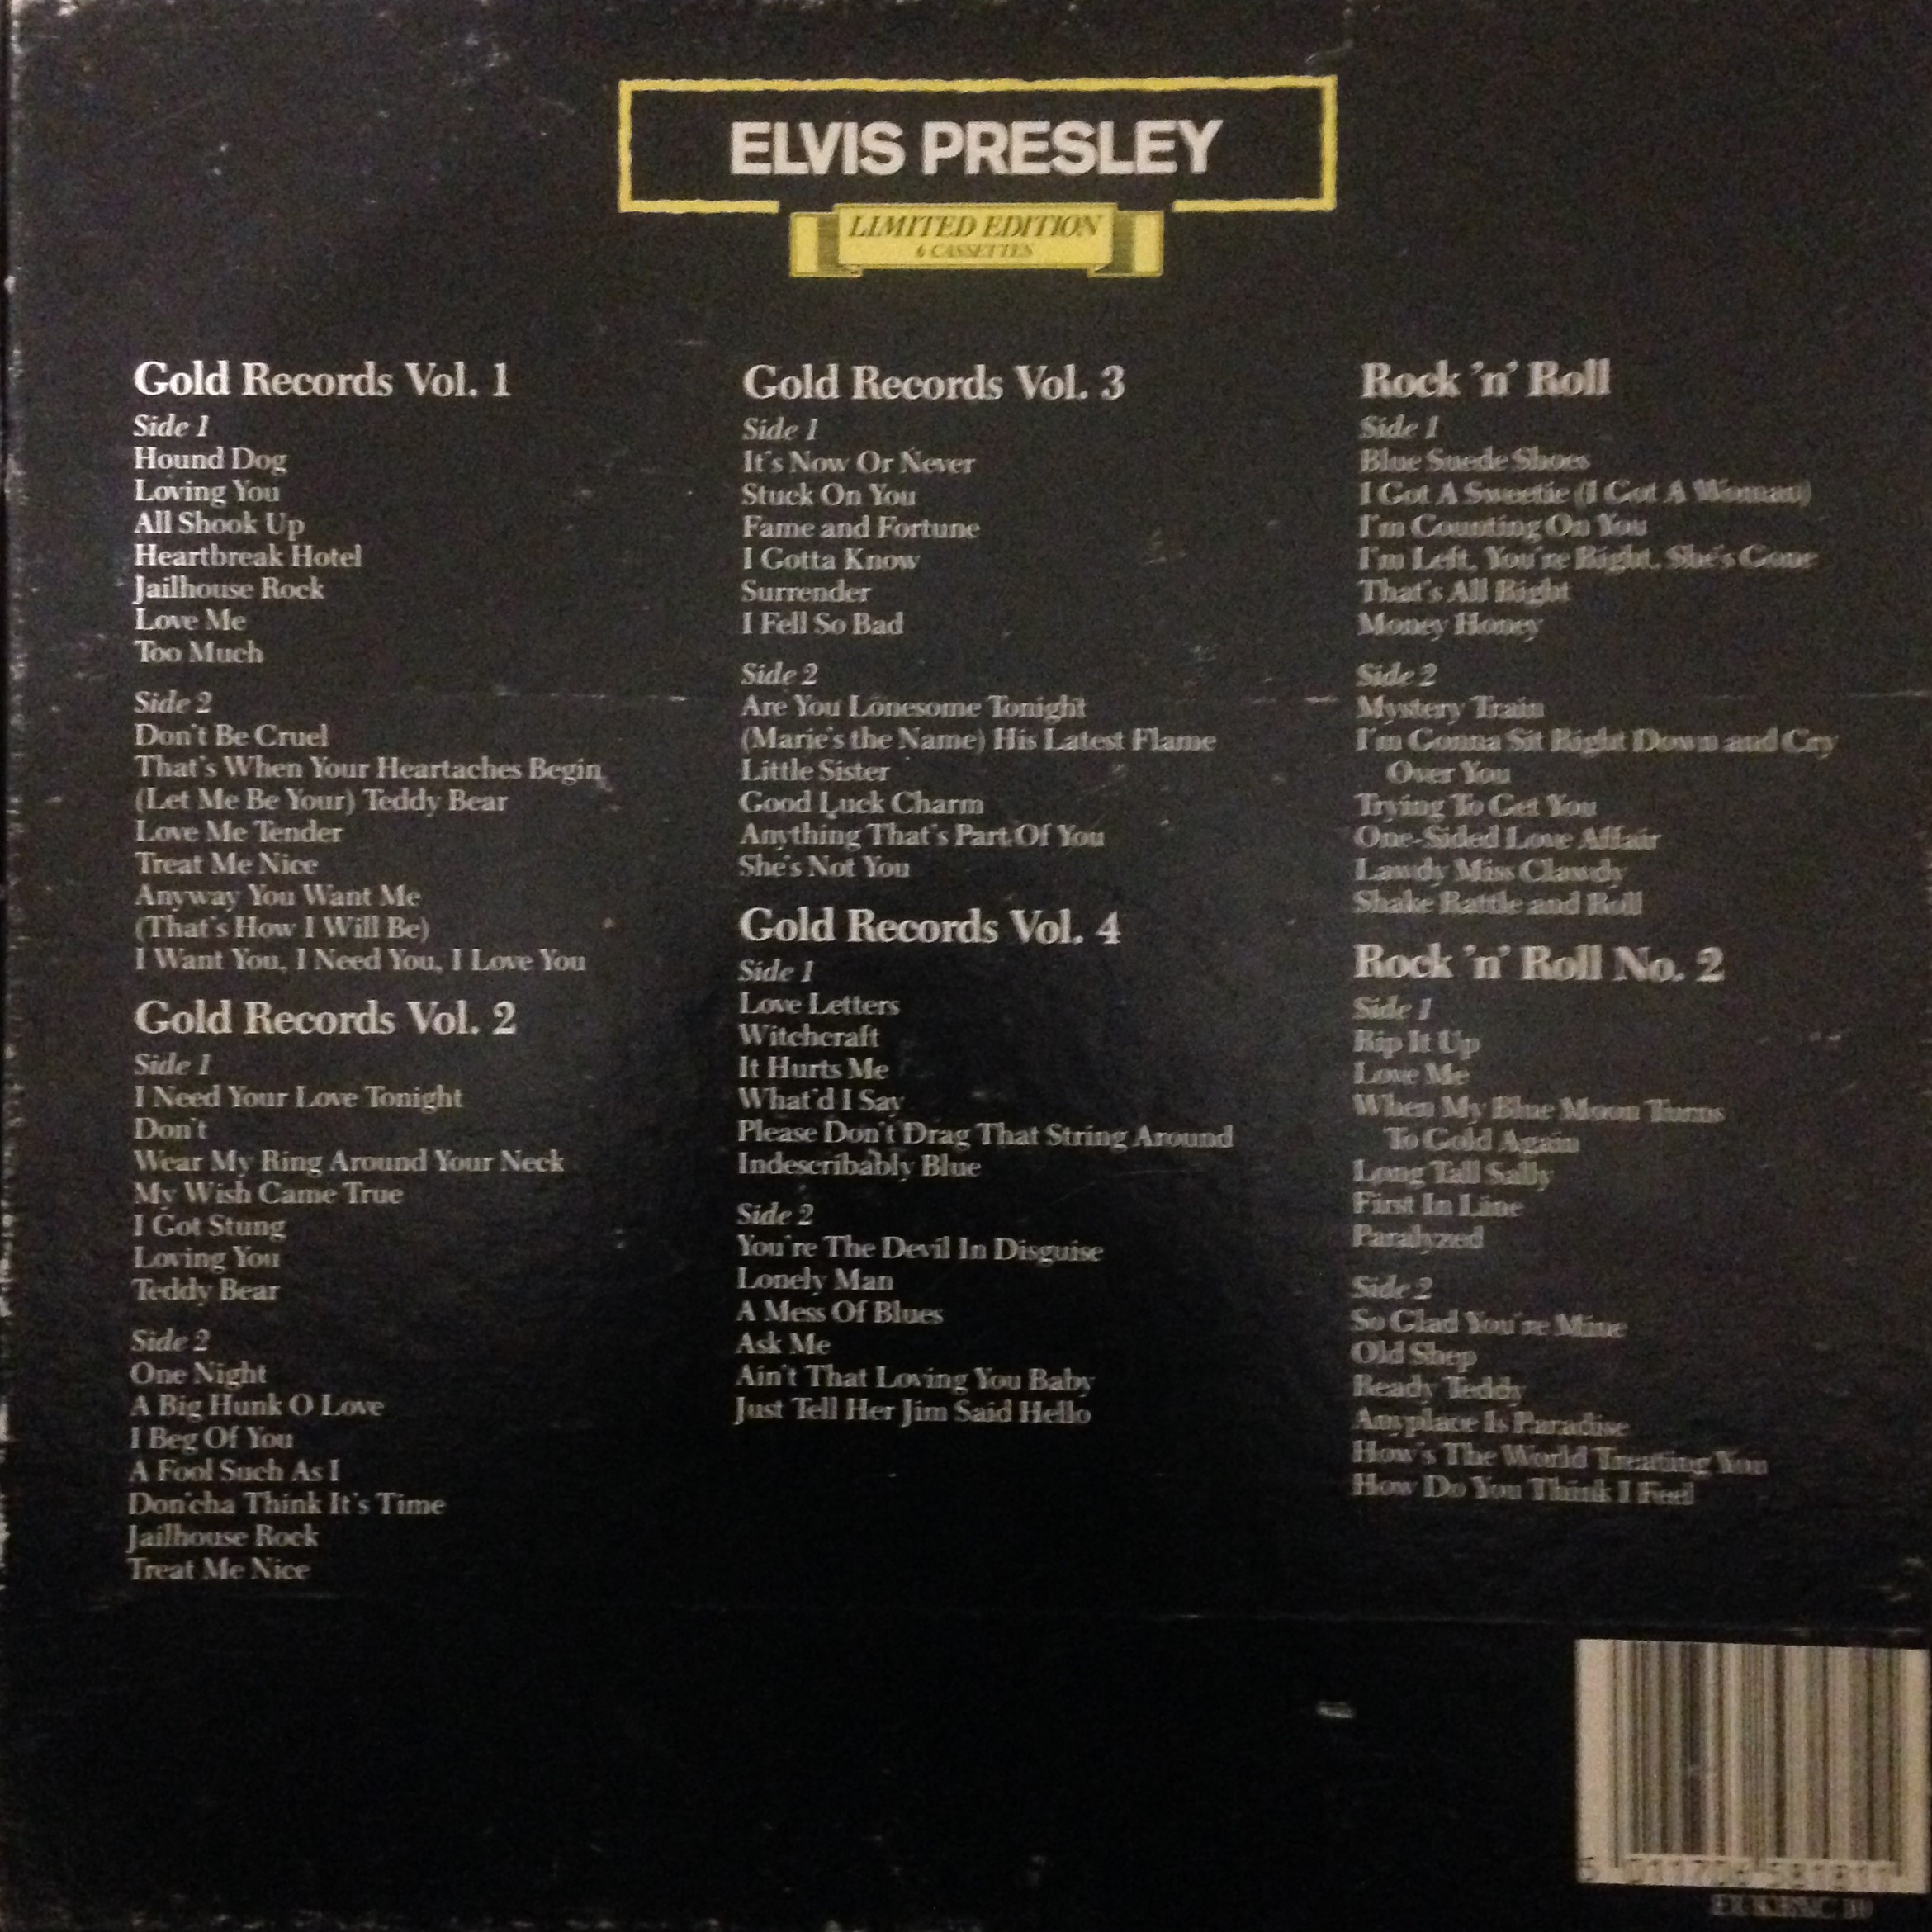 ELVIS PRESLEY
LIMITED EDITION
6 CASSETTES
Gold Records Vol. 1
Side 1
Hound Dog
Loving You
All Shook Up
Heartbreak Hotel
Jailhouse Rock
Love Me
Too Much
Side 2
Don't Be Cruel
That's When Your Heartaches Begin
(Let Me Be Your) Teddy Bear
Love Me Tender
Treat Me Nice
Anyway You Want Me
(That's How I Will Be)
I Want You, I Need You, I Love You
Gold Records Vol. 2
Side 1
I Need Your Love Tonight
Don't
Wear My Ring Around Your Neck
My Wish Came True
I Got Stung
Loving You
Teddy Bear
Side 2
One Night
A Big Hunk O Love
I Beg Of You
A Fool Such As I
Don'cha Think It's Time
Jailhouse Rock
Treat Me Nice
Gold Records Vol. 3
Side 1
It's Now Or Never
Stuck On You
Fame and Fortune
I Gotta Know
Surrender
I Fell So Bad
Side 2
Are You Lonesome Tonight
(Marie's the Name) His Latest Flame
Little Sister
Good Luck Charm
Anything That's Part Of You
She's Not You
Gold Records Vol. 4
Side 1
Love Letters
Witchcraft
It Hurts Me
What'd I Say
Please Don't Drag That String Around
Indescribably Blue
Side 2
You're The Devil In Disguise
Lonely Man
A Mess Of Blues
Ask Me
Ain't That Loving You Baby
Just Tell Her Jim Said Hello
Rock 'n' Roll
Side 1
Blue Suede Shoes
I Got A Sweetie (I Got A Woman)
I'm Counting On You
I'm Left, You're Right, She's Gone
That's All Right
Money Honey
Side 2
Mystery Train
I'm Gonna Sit Right Down and Cry
Over You
Trying To Get You
One-Sided Love Affair
Lawdy Miss Clawdy
Shake Rattle and Roll
Rock 'n' Roll No. 2
Side 1
Rip It Up
Love Me
When My Blue Moon Turns
To Gold Again
Long Tall Sally
First In Line
Paralyzed
Side 2
So Glad You're Mine
Old Shep
Ready Teddy
Anyplace Is Paradise
How's The World Treating You
How Do You Think I Feel